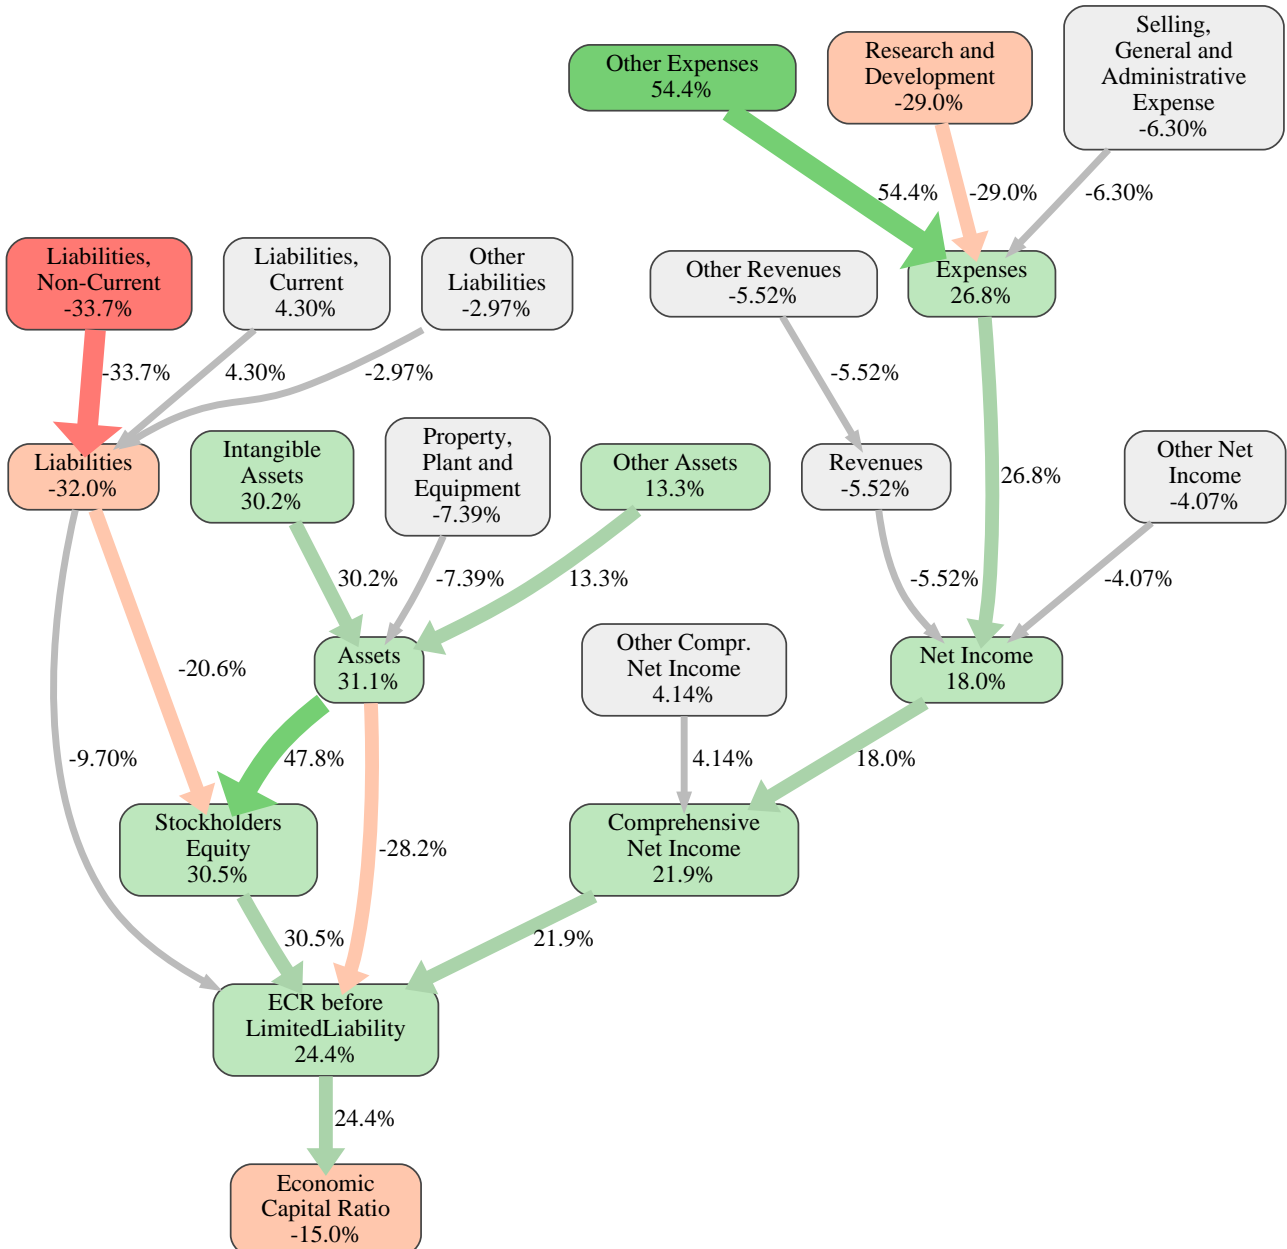 Other Expenses
54.4%
Research and
Development
-29.0%
Selling,
General and
Administrative
Expense
-6.30%
54.4%
-29.0%
-6.30%
Liabilities,
Non-Current
-33.7%
Liabilities,
Current
4.30%
Other
Liabilities
-2.97%
Other Revenues
-5.52%
Expenses
26.8%
-33.7%
4.30%
-2.97%
-5.52%
Liabilities
-32.0%
Intangible
Assets
30.2%
Property,
Plant and
Equipment
-7.39%
Other Assets
13.3%
Revenues
-5.52%
26.8%
Other Net
Income
-4.07%
30.2%
-7.39%
13.3%
-5.52%
-4.07%
-20.6%
Assets
31.1%
Other Compr.
Net Income
4.14%
Net Income
18.0%
-9.70%
47.8%
4.14%
18.0%
Stockholders
Equity
30.5%
-28.2%
Comprehensive
Net Income
21.9%
30.5%
21.9%
ECR before
LimitedLiability
24.4%
24.4%
Economic
Capital Ratio
-15.0%